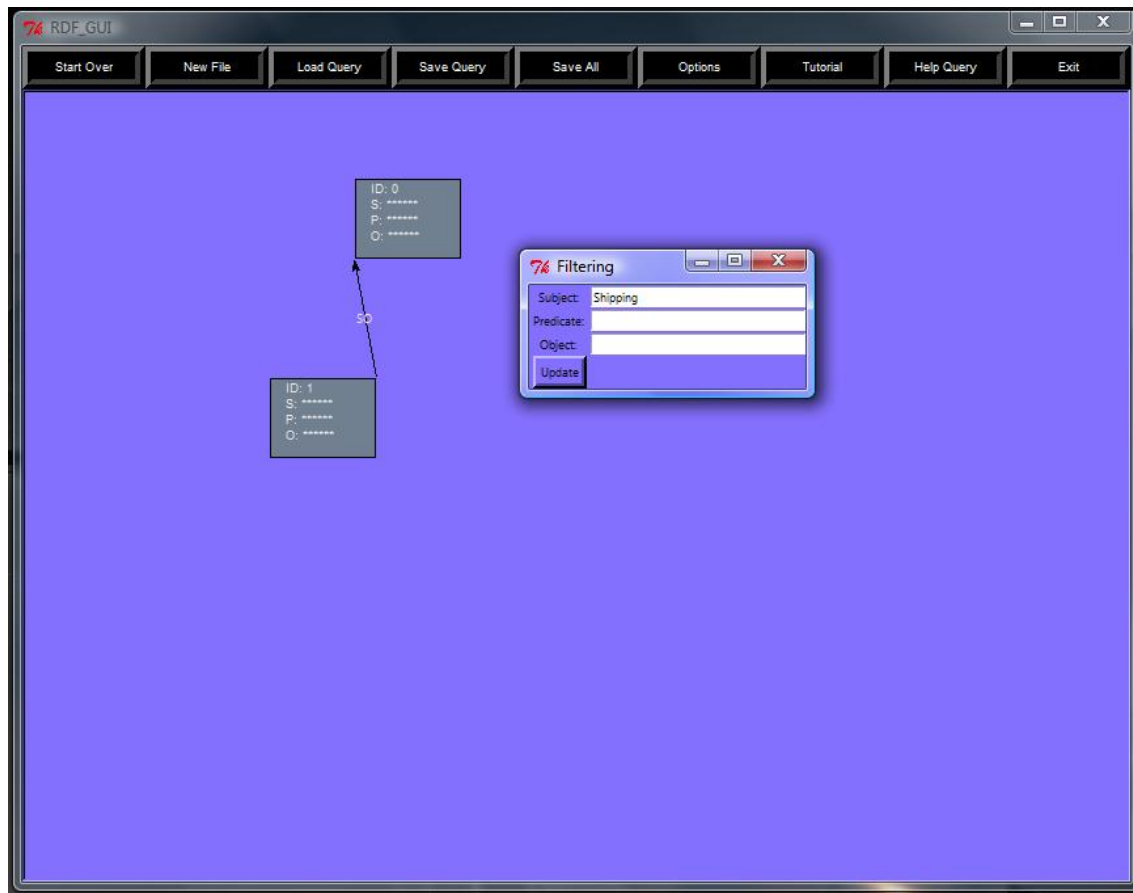 RDF_GUI
Start Over New File Load Query Save Query Save All Options Tutorial Help Query Exit
ID: 0
S: ******
P: ******
O: ******
Filtering
Subject: Shipping
Predicate:
Object:
Update
SO
ID: 1
S: ******
P: ******
O: ******